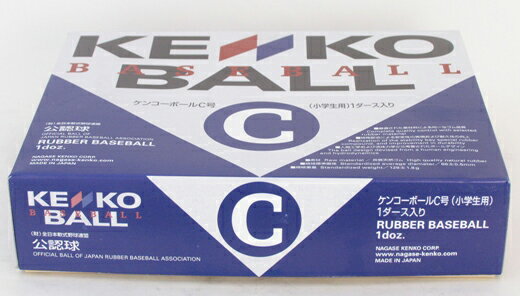 KENKO
BASEBALL
BALL
ケンコーボールC号
(小学生用)1ダース入り
C
(財)全日本軟式野球連盟
公認球
OFFICIAL BALL OF
JAPAN RUBBER BASEBALL ASSOCIATION
RUBBER BASEBALL
1doz.
NAGASE KENKO CORP.
www.nagase-kenko.com
KENKO
BASEBALL
BALL
(財)全日本軟式野球連盟
公認球
OFFICIAL BALL OF JAPAN RUBBER BASEBALL ASSOCIATION
C
ケンコーボールC号(小学生用)
1ダース入り
RUBBER BASEBALL
1doz.
NAGASE KENKO CORP.
www.nagase-kenko.com
MADE IN JAPAN